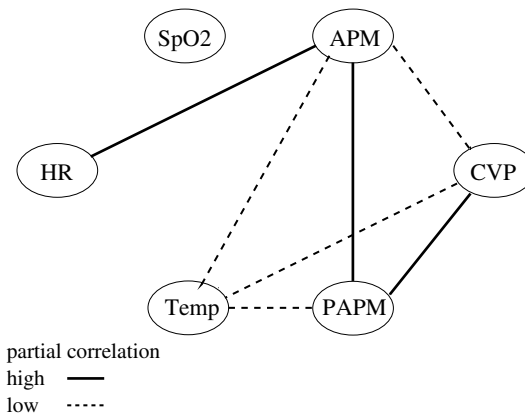 SpO2
APM
HR
CVP
Temp
PAPM
partial correlation
high
low